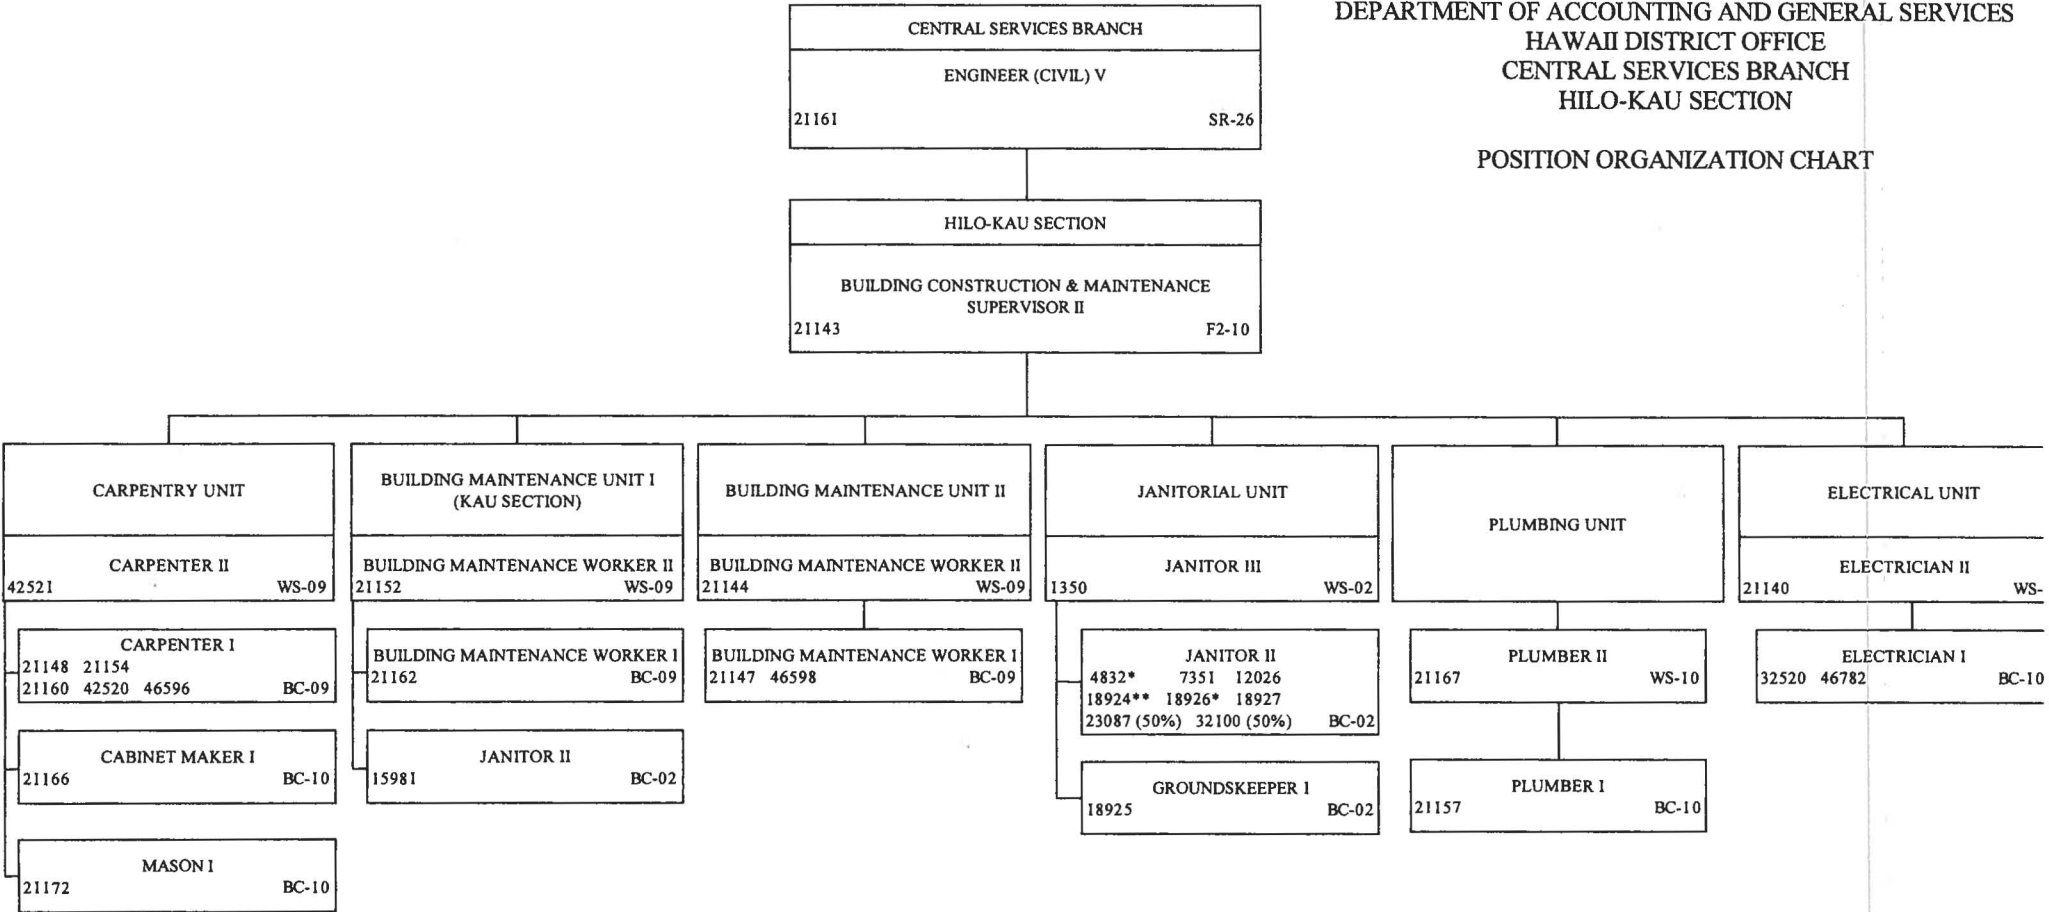 DEPARTMENT OF ACCOUNTING AND GENERAL SERVICES
HAWAII DISTRICT OFFICE
CENTRAL SERVICES BRANCH
HILO-KAU SECTION
POSITION ORGANIZATION CHART
CENTRAL SERVICES BRANCH
ENGINEER (CIVIL) V
21161 SR-26
HILO-KAU SECTION
BUILDING CONSTRUCTION & MAINTENANCE
SUPERVISOR II
21143 F2-10
CARPENTRY UNIT
CARPENTER II
42521 WS-09
CARPENTER I
21148 21154
21160 42520 46596 BC-09
CABINET MAKER I
21166 BC-10
MASON I
21172 BC-10
BUILDING MAINTENANCE UNIT I
(KAU SECTION)
BUILDING MAINTENANCE WORKER II
21152 WS-09
BUILDING MAINTENANCE WORKER I
21162 BC-09
JANITOR II
15981 BC-02
BUILDING MAINTENANCE UNIT II
BUILDING MAINTENANCE WORKER II
21144 WS-09
BUILDING MAINTENANCE WORKER I
21147 46598 BC-09
JANITORIAL UNIT
JANITOR III
1350 WS-02
JANITOR II
4832* 7351 12026
18924** 18926* 18927
23087 (50%) 32100 (50%) BC-02
GROUNDSKEEPER I
18925 BC-02
PLUMBING UNIT
PLUMBER II
21167 WS-10
PLUMBER I
21157 BC-10
ELECTRICAL UNIT
ELECTRICIAN II
21140 WS-
ELECTRICIAN I
32520 46782 BC-10